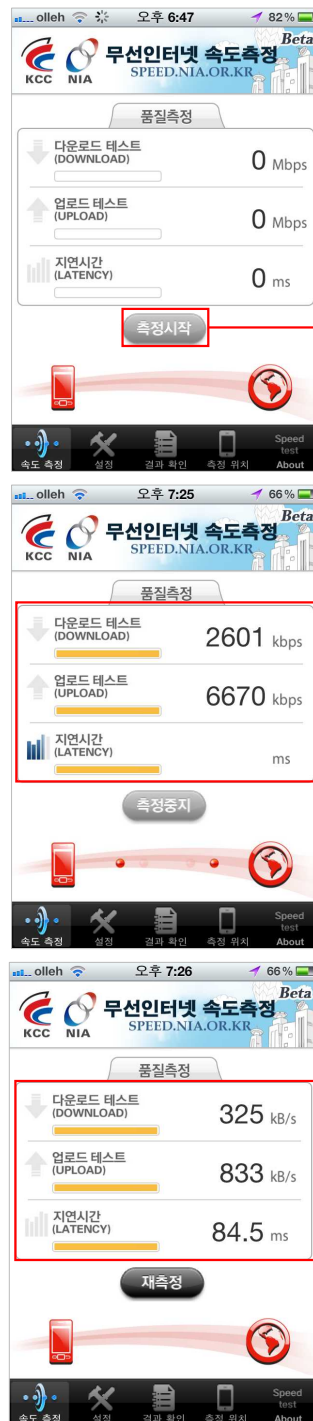 olleh 오후 6:47 82%
Beta
무선인터넷 속도측정
KCC NIA SPEED.NIA.OR.KR
품질측정
다운로드 테스트
(DOWNLOAD)
0 Mbps
업로드 테스트
(UPLOAD)
0 Mbps
지연시간
(LATENCY)
0 ms
측정시작
Speed
test
속도 측정 설정 결과 확인 측정 위치 About
olleh 오후 7:25 66%
Beta
무선인터넷 속도측정
KCC NIA SPEED.NIA.OR.KR
품질측정
다운로드 테스트
(DOWNLOAD)
2601 kbps
업로드 테스트
(UPLOAD)
6670 kbps
지연시간
(LATENCY)
ms
측정중지
Speed
test
속도 측정 설정 결과 확인 측정 위치 About
olleh 오후 7:26 66%
Beta
무선인터넷 속도측정
KCC NIA SPEED.NIA.OR.KR
품질측정
다운로드 테스트
(DOWNLOAD)
325 kB/s
업로드 테스트
(UPLOAD)
833 kB/s
지연시간
(LATENCY)
84.5 ms
재측정
Speed
test
속도 측정 설정 결과 확인 측정 위치 About